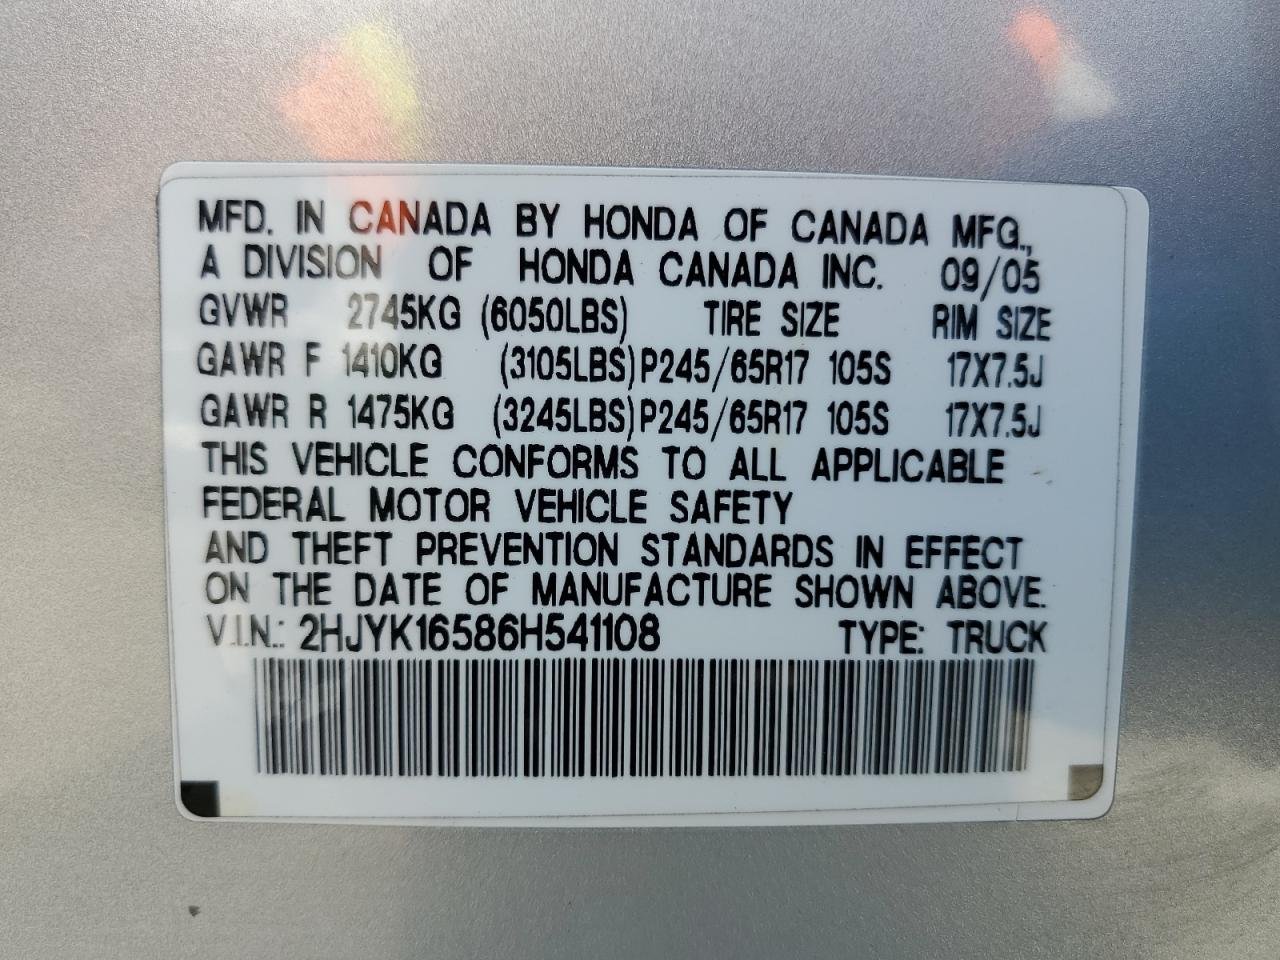 MFD. IN CANADA BY HONDA OF CANADA MFG.,
A DIVISION OF HONDA CANADA INC. 09/05
GVWR 2745KG (6050LBS) TIRE SIZE RIM SIZE
GAWR F 1410KG (3105LBS) P245/65R17 105S 17X7.5J
GAWR R 1475KG (3245LBS) P245/65R17 105S 17X7.5J
THIS VEHICLE CONFORMS TO ALL APPLICABLE
FEDERAL MOTOR VEHICLE SAFETY
AND THEFT PREVENTION STANDARDS IN EFFECT
ON THE DATE OF MANUFACTURE SHOWN ABOVE.
V.I.N.: 2HJYK16586H541108 TYPE: TRUCK